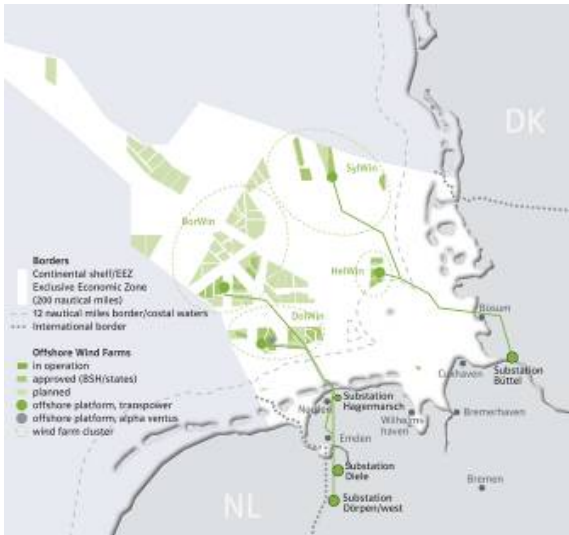 DK
SylWin
BorWin
HelWin
DolWin
Borders
Continental shelf/EEZ
Exclusive Economic Zone
(200 nautical miles)
12 nautical miles border/costal waters
International border
Offshore Wind Farms
in operation
approved (BSH/states)
planned
offshore platform, transpower
offshore platform, alpha ventus
wind farm cluster
Büsum
Substation
Büttel
Cuxhaven
Substation
Hagermarsch
Wilhelms-
haven
Bremerhaven
Emden
Substation
Diele
Bremen
Substation
Dörpen/west
NL